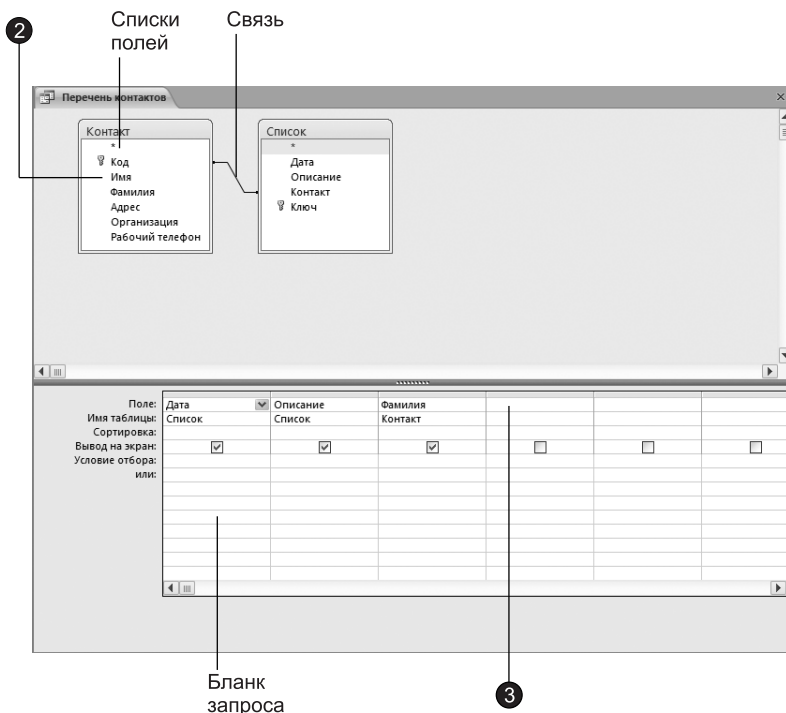 2
Списки
полей
Связь
Перечень контактов
Контакт
*
Код
Имя
Фамилия
Адрес
Организация
Рабочий телефон
Список
*
Дата
Описание
Контакт
Ключ
Поле: Дата Описание Фамилия
Имя таблицы: Список Список Контакт
Сортировка:
Вывод на экран:
Условие отбора:
или:
Бланк
запроса
3